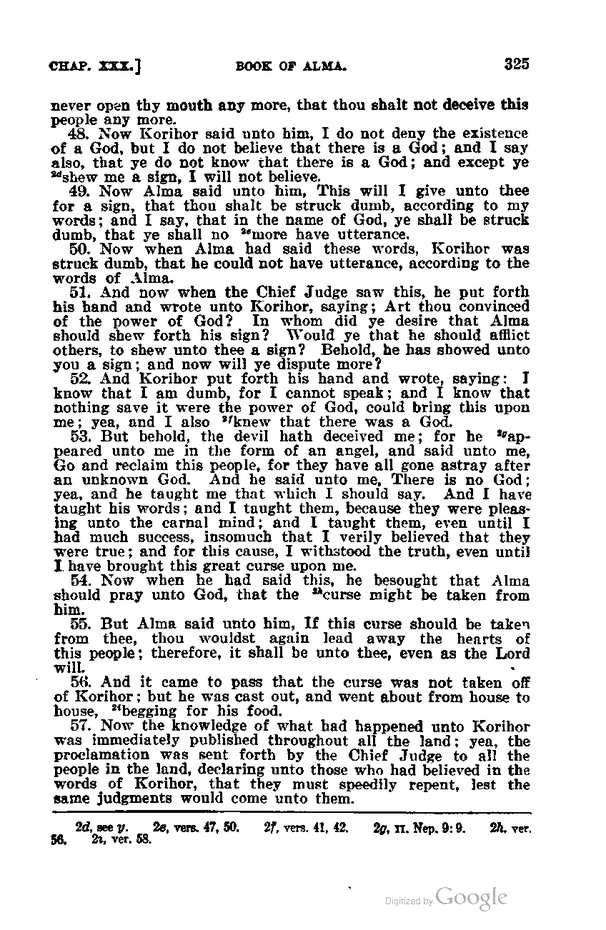 CHAP. XXX.] BOOK OF ALMA. 325
never open thy mouth any more, that thou shalt not deceive this
people any more.
48. Now Korihor said unto him, I do not deny the existence
of a God, but I do not believe that there is a God; and I say
also, that ye do not know that there is a God; and except ye
2dshew me a sign, I will not believe.
49. Now Alma said unto him, This will I give unto thee
for a sign, that thou shalt be struck dumb, according to my
words; and I say, that in the name of God, ye shall be struck
dumb, that ye shall no 2emore have utterance.
50. Now when Alma had said these words, Korihor was
struck dumb, that he could not have utterance, according to the
words of Alma.
51. And now when the Chief Judge saw this, he put forth
his hand and wrote unto Korihor, saying; Art thou convinced
of the power of God? In whom did ye desire that Alma
should shew forth his sign? Would ye that he should afflict
others, to shew unto thee a sign? Behold, he has showed unto
you a sign; and now will ye dispute more?
52. And Korihor put forth his hand and wrote, saying: I
know that I am dumb, for I cannot speak; and I know that
nothing save it were the power of God, could bring this upon
me; yea, and I also 2fknew that there was a God.
53. But behold, the devil hath deceived me; for he 2gap-
peared unto me in the form of an angel, and said unto me,
Go and reclaim this people, for they have all gone astray after
an unknown God. And he said unto me, There is no God;
yea, and he taught me that which I should say. And I have
taught his words; and I taught them, because they were pleas-
ing unto the carnal mind; and I taught them, even until I
had much success, insomuch that I verily believed that they
were true; and for this cause, I withstood the truth, even until
I have brought this great curse upon me.
54. Now when he had said this, he besought that Alma
should pray unto God, that the 2hcurse might be taken from
him.
55. But Alma said unto him, If this curse should be taken
from thee, thou wouldst again lead away the hearts of
this people; therefore, it shall be unto thee, even as the Lord
will.
56. And it came to pass that the curse was not taken off
of Korihor; but he was cast out, and went about from house to
house, 2ibegging for his food.
57. Now the knowledge of what had happened unto Korihor
was immediately published throughout all the land; yea, the
proclamation was sent forth by the Chief Judge to all the
people in the land, declaring unto those who had believed in the
words of Korihor, that they must speedily repent, lest the
same judgments would come unto them.
2d, see y. 2e, vers. 47, 50. 2f, vers. 41, 42. 2g, II. Nep. 9: 9. 2h, ver.
56. 2i, ver. 58.
Digitized by Google